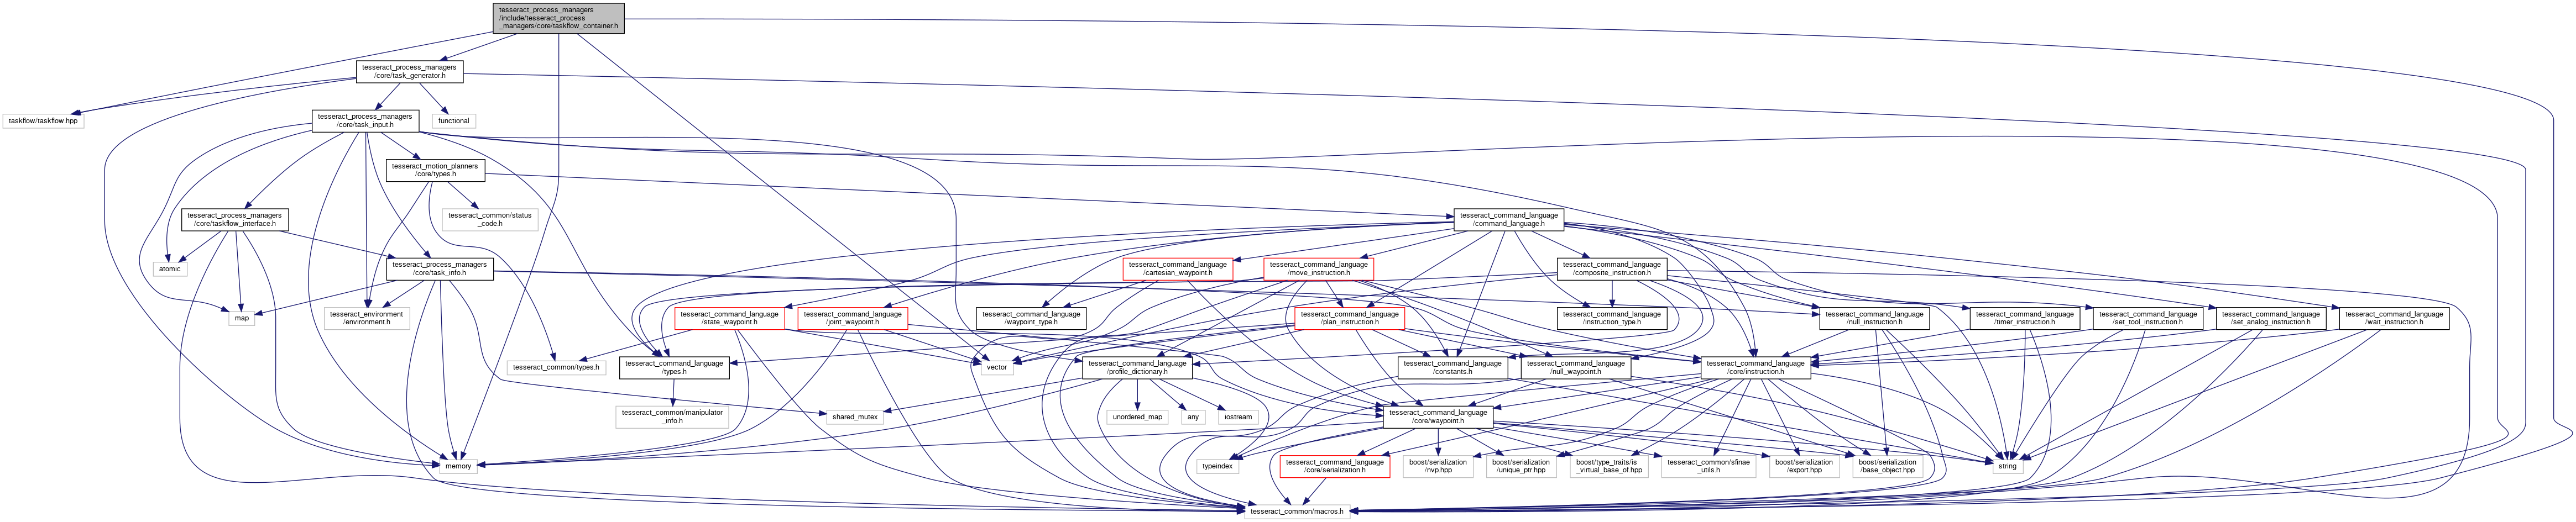 tesseract_process_managers
/include/tesseract_process
_managers/core/taskflow_container.h
tesseract_process_managers
/core/task_generator.h
taskflow/taskflow.hpp
tesseract_process_managers
/core/task_input.h
functional
tesseract_motion_planners
/core/types.h
tesseract_process_managers
/core/taskflow_interface.h
tesseract_common/status
_code.h
tesseract_command_language
/command_language.h
atomic
tesseract_process_managers
/core/task_info.h
tesseract_command_language
/cartesian_waypoint.h
tesseract_command_language
/move_instruction.h
tesseract_command_language
/composite_instruction.h
map
tesseract_environment
/environment.h
tesseract_command_language
/state_waypoint.h
tesseract_command_language
/joint_waypoint.h
tesseract_command_language
/waypoint_type.h
tesseract_command_language
/plan_instruction.h
tesseract_command_language
/instruction_type.h
tesseract_command_language
/null_instruction.h
tesseract_command_language
/timer_instruction.h
tesseract_command_language
/set_tool_instruction.h
tesseract_command_language
/set_analog_instruction.h
tesseract_command_language
/wait_instruction.h
tesseract_common/types.h
tesseract_command_language
/types.h
vector
tesseract_command_language
/profile_dictionary.h
tesseract_command_language
/constants.h
tesseract_command_language
/null_waypoint.h
tesseract_command_language
/core/instruction.h
tesseract_common/manipulator
_info.h
shared_mutex
unordered_map
any
iostream
tesseract_command_language
/core/waypoint.h
memory
typeindex
tesseract_command_language
/core/serialization.h
boost/serialization
/nvp.hpp
boost/serialization
/unique_ptr.hpp
boost/type_traits/is
_virtual_base_of.hpp
tesseract_common/sfinae
_utils.h
boost/serialization
/export.hpp
boost/serialization
/base_object.hpp
string
tesseract_common/macros.h